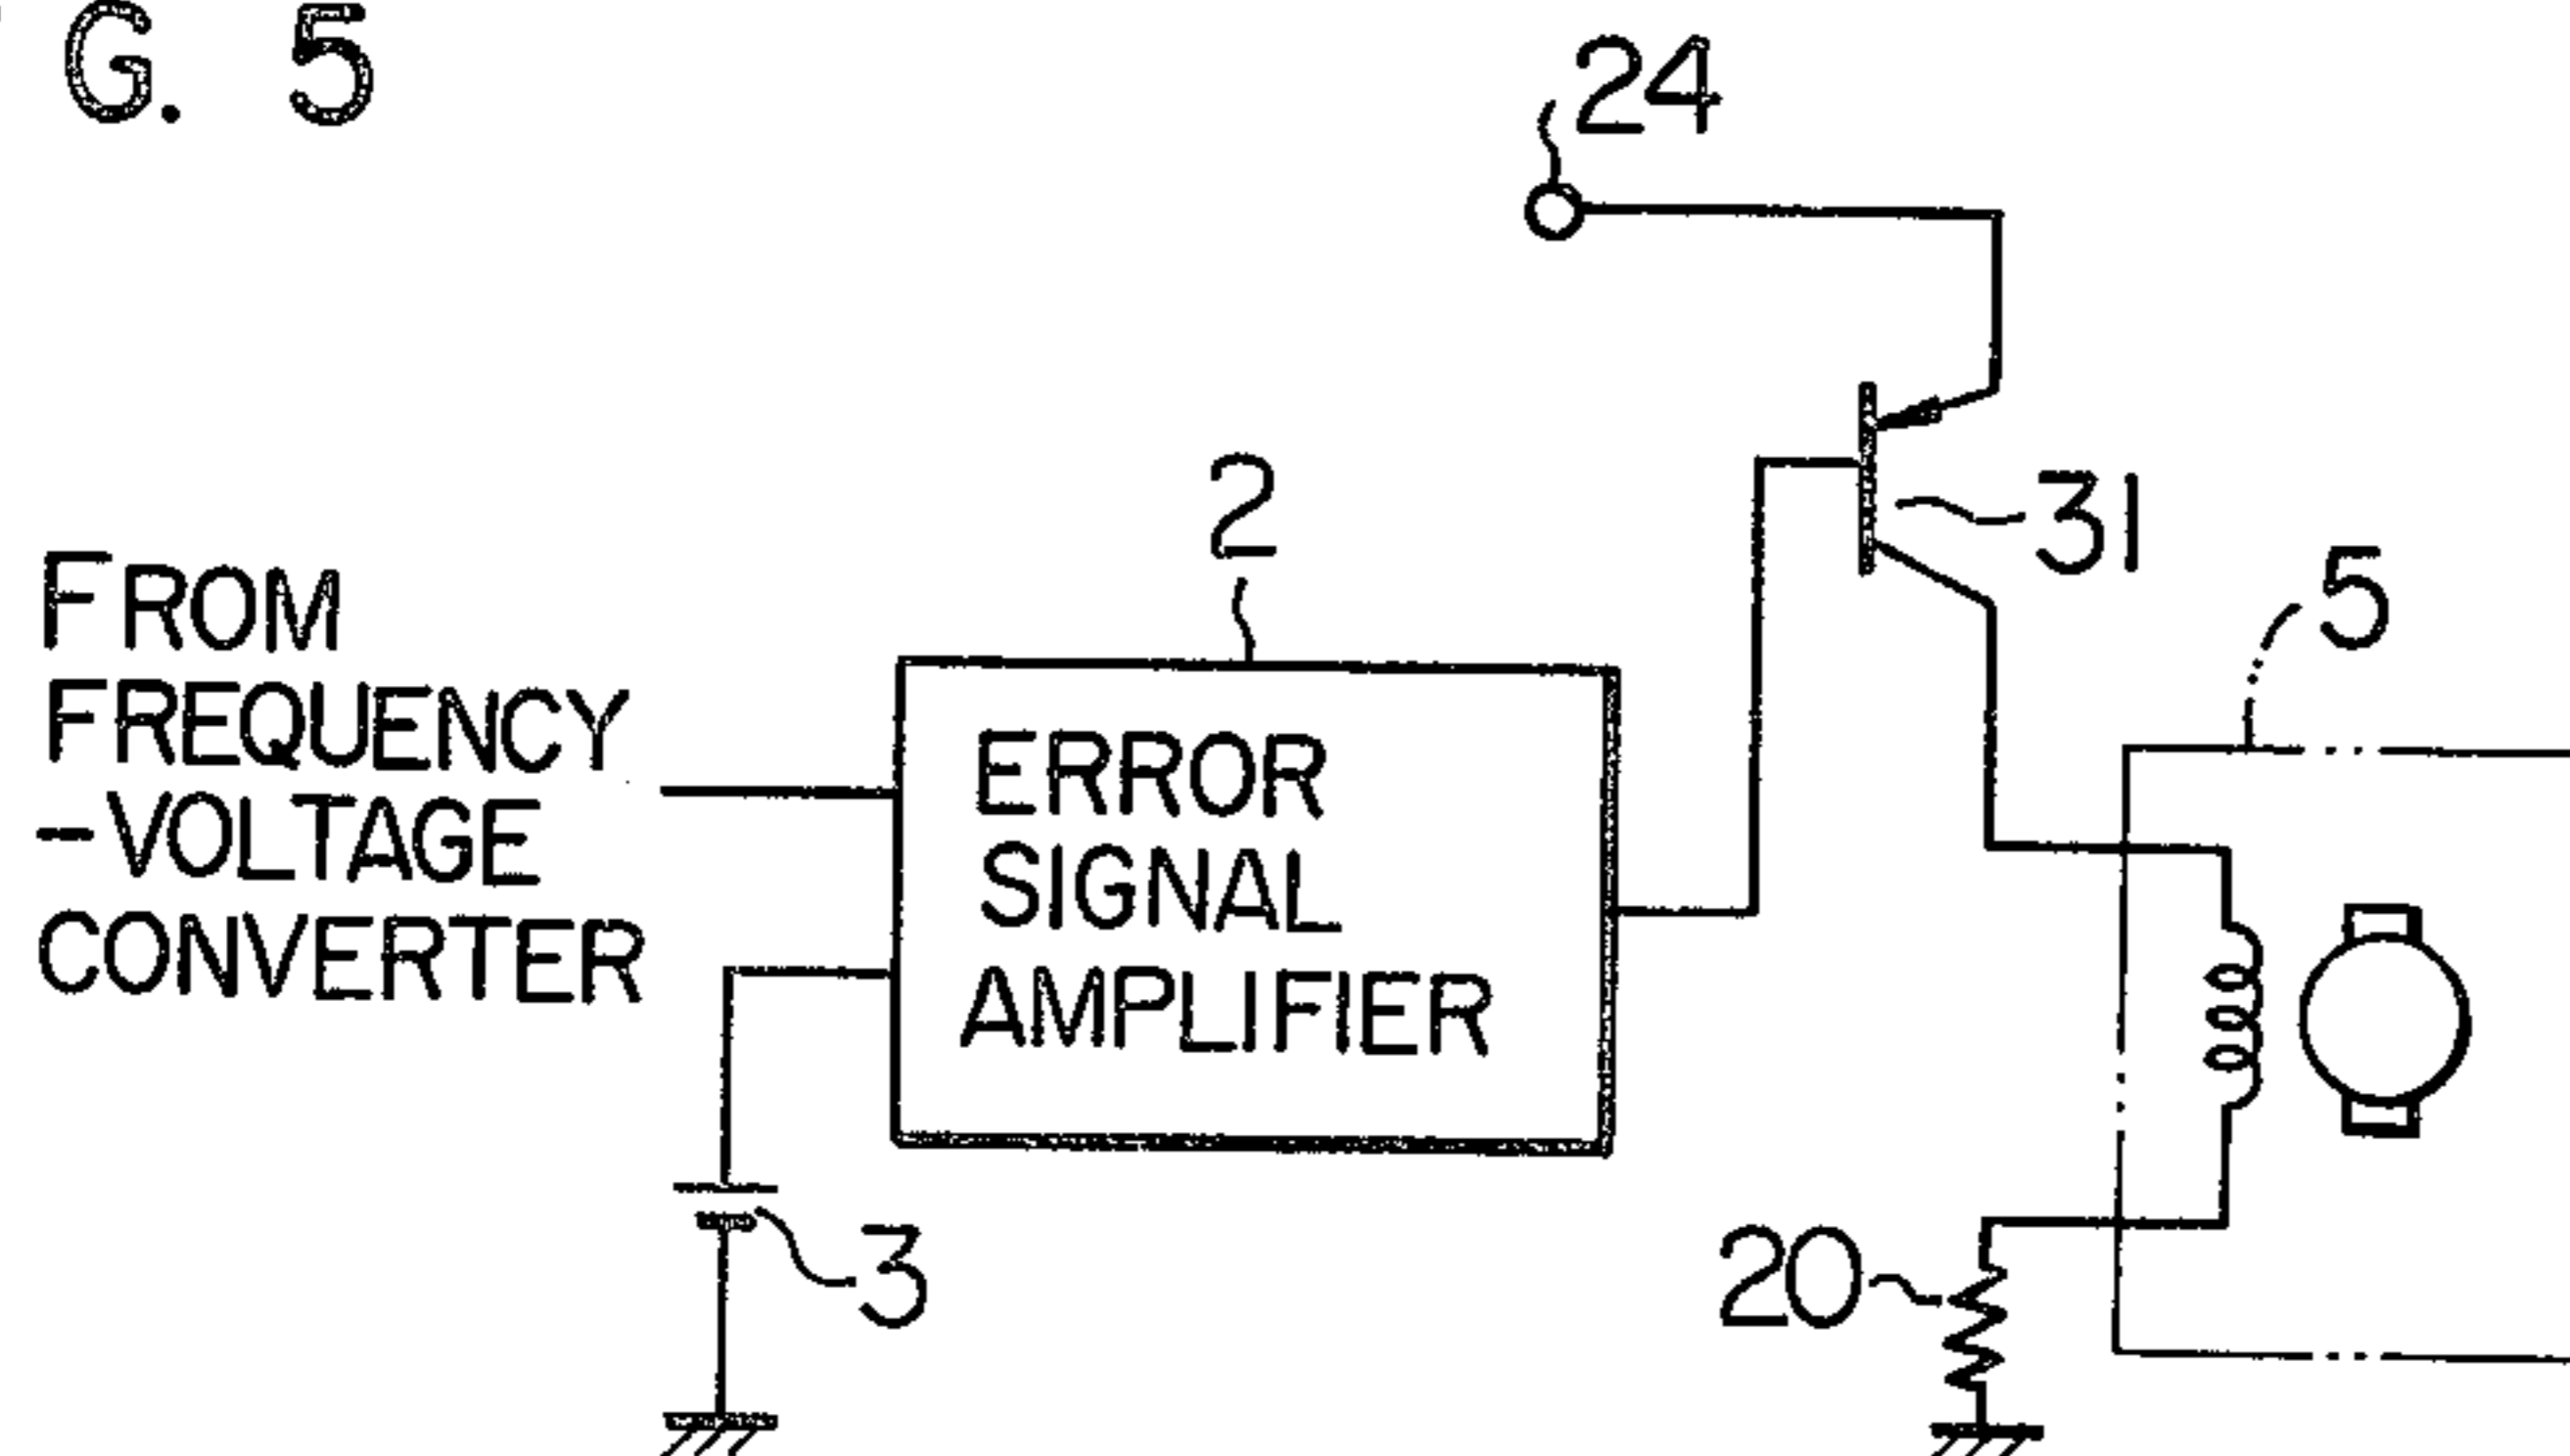 G. 5
24
2
31
5
FROM
FREQUENCY
-VOLTAGE
CONVERTER
ERROR
SIGNAL
AMPLIFIER
3
20